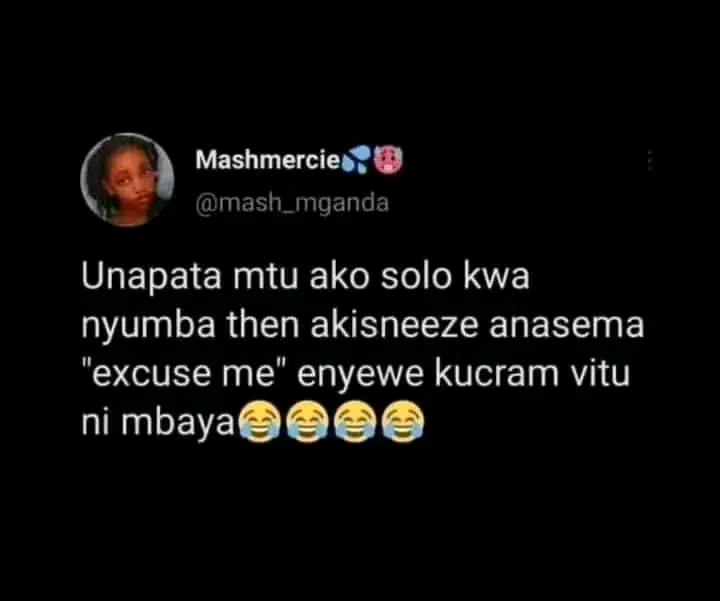 Mashmercie💦🥵
@mash_mganda
Unapata mtu ako solo kwa
nyumba then akisneeze anasema
"excuse me" enyewe kucram vitu
ni mbaya😂😂😂😂